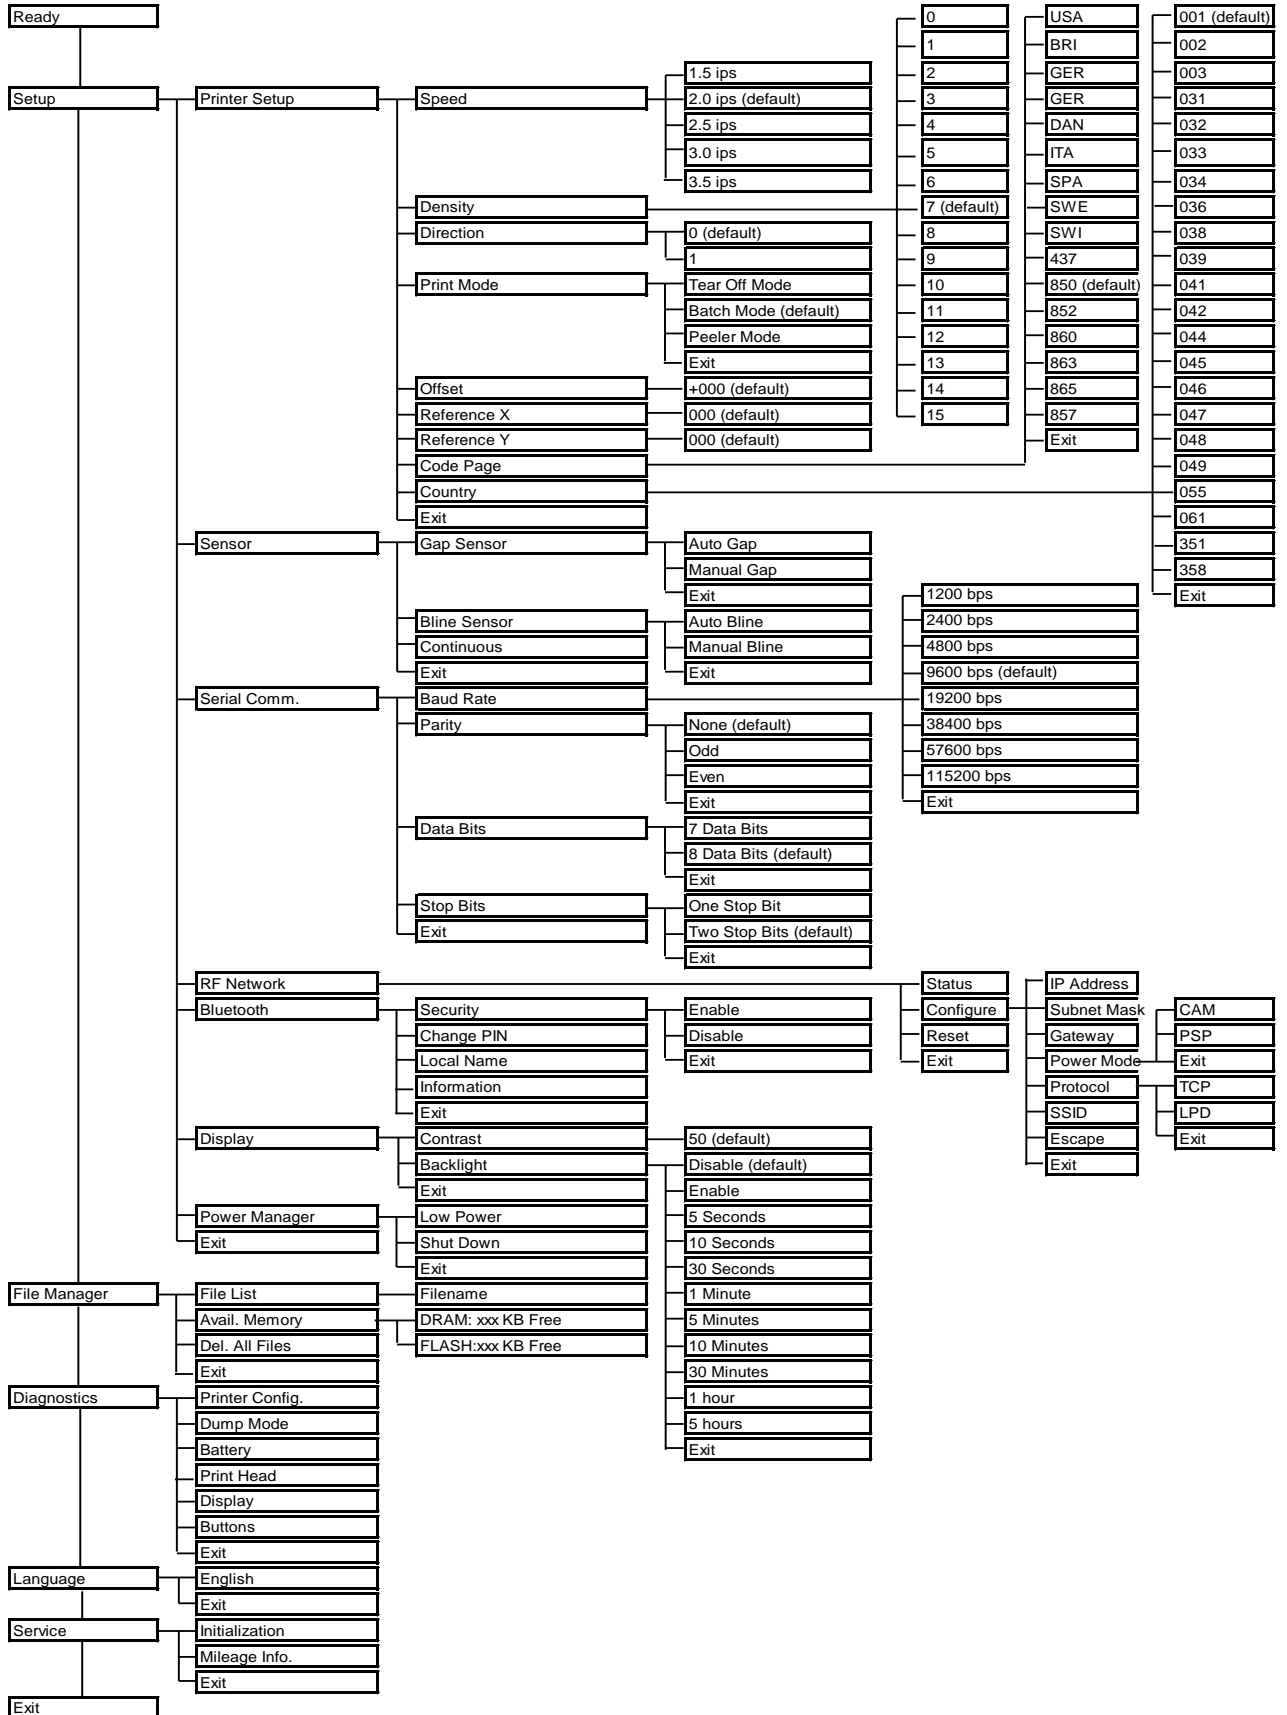 Ready
Setup
Printer Setup
Speed
1.5 ips
2.0 ips (default)
2.5 ips
3.0 ips
3.5 ips
Density
0
1
2
3
4
5
6
7 (default)
8
9
10
11
12
13
14
15
Direction
0 (default)
1
Print Mode
Tear Off Mode
Batch Mode (default)
Peeler Mode
Exit
Offset
+000 (default)
Reference X
000 (default)
Reference Y
000 (default)
Code Page
USA
BRI
GER
GER
DAN
ITA
SPA
SWE
SWI
437
850 (default)
852
860
863
865
857
Exit
Country
001 (default)
002
003
031
032
033
034
036
038
039
041
042
044
045
046
047
048
049
055
061
351
358
Exit
Exit
Sensor
Gap Sensor
Auto Gap
Manual Gap
Exit
Bline Sensor
Auto Bline
Manual Bline
Exit
Continuous
Exit
Serial Comm.
Baud Rate
1200 bps
2400 bps
4800 bps
9600 bps (default)
19200 bps
38400 bps
57600 bps
115200 bps
Exit
Parity
None (default)
Odd
Even
Exit
Data Bits
7 Data Bits
8 Data Bits (default)
Exit
Stop Bits
One Stop Bit
Two Stop Bits (default)
Exit
Exit
RF Network
Status
Configure
IP Address
Subnet Mask
Gateway
Power Mode
CAM
PSP
Exit
Protocol
TCP
LPD
Exit
SSID
Escape
Exit
Reset
Exit
Bluetooth
Security
Enable
Disable
Exit
Change PIN
Local Name
Information
Exit
Display
Contrast
50 (default)
Backlight
Disable (default)
Enable
5 Seconds
10 Seconds
30 Seconds
1 Minute
5 Minutes
10 Minutes
30 Minutes
1 hour
5 hours
Exit
Exit
Power Manager
Low Power
Shut Down
Exit
Exit
File Manager
File List
Filename
Avail. Memory
DRAM: xxx KB Free
FLASH:xxx KB Free
Del. All Files
Exit
Diagnostics
Printer Config.
Dump Mode
Battery
Print Head
Display
Buttons
Exit
Language
English
Exit
Service
Initialization
Mileage Info.
Exit
Exit